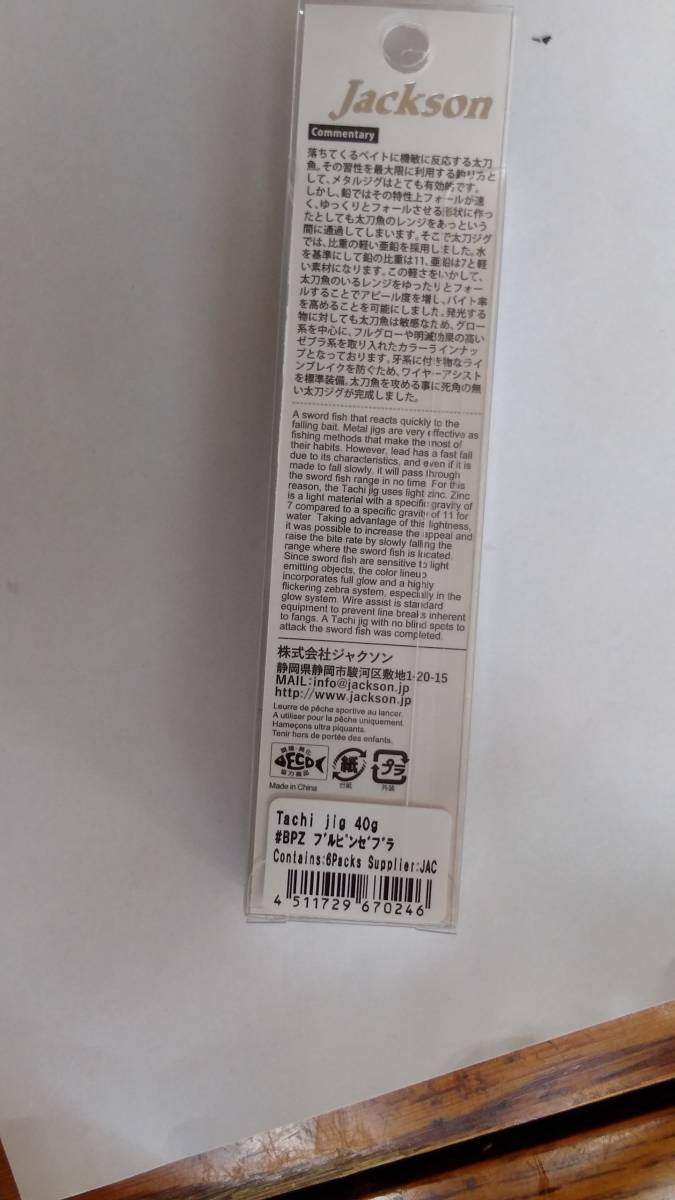 Jackson
Commentary
落ちてくるベイトに機敏に反応する太刀
魚。その習性を最大限に利用する釣り方と
して、メタルジグはとても有効的です。
しかし、鉛ではその特性上フォールが速
く、ゆっくりとフォールさせる形状に作っ
たとしても太刀魚のレンジをあっという
間に通過してしまいます。そこで太刀ジグ
では、比重の軽い亜鉛を採用しました。水
を基準にして鉛の比重は11、亜鉛は7と軽
い素材になります。この軽さをいかして、
太刀魚のいるレンジをゆったりとフォー
ルすることでアピール度を増し、バイト率
を高めることを可能にしました。発光する
物に対しても太刀魚は敏感なため、グロー
系を中心に、フルグローや明滅効果の高い
ゼブラ系を取り入れたカラーラインナッ
プとなっております。牙系に付き物なライ
ンブレイクを防ぐため、ワイヤーアシスト
を標準装備。太刀魚を攻める事に死角の無
い太刀ジグが完成しました。
A sword fish that reacts quickly to the
falling bait. Metal jigs are very effective as
fishing methods that make the most of
their habits. However, lead has a fast fall
due to its characteristics, and even if it is
made to fall slowly, it will pass through
the sword fish range in no time. For this
reason, the Tachi jig uses light zinc. Zinc
is a light material with a specific gravity of
7 compared to a specific gravity of 11 for
water. Taking advantage of this lightness,
it was possible to increase the appeal and
raise the bite rate by slowly falling the
range where the sword fish is located.
Since sword fish are sensitive to light
emitting objects, the color lineup
incorporates full glow and a highly
flickering zebra system, especially in the
glow system. Wire assist is standard
equipment to prevent line breaks inherent
to fangs. A Tachi jig with no blind spots to
attack the sword fish was completed.
株式会社ジャクソン
静岡県静岡市駿河区敷地1-20-15
MAIL:info@jackson.jp
http://www.jackson.jp
Leurre de pêche sportive au lancer.
A utiliser pour la pêche uniquement.
Hameçons ultra piquants.
Tenir hors de portée des enfants.
環境・異化
ECO
協力商品
紙
台紙
プラ
外装
Made in China
Tachi jig 40g
#BPZ ブルピンゼブラ
Contains:6Packs Supplier:JAC
4 511729 670246